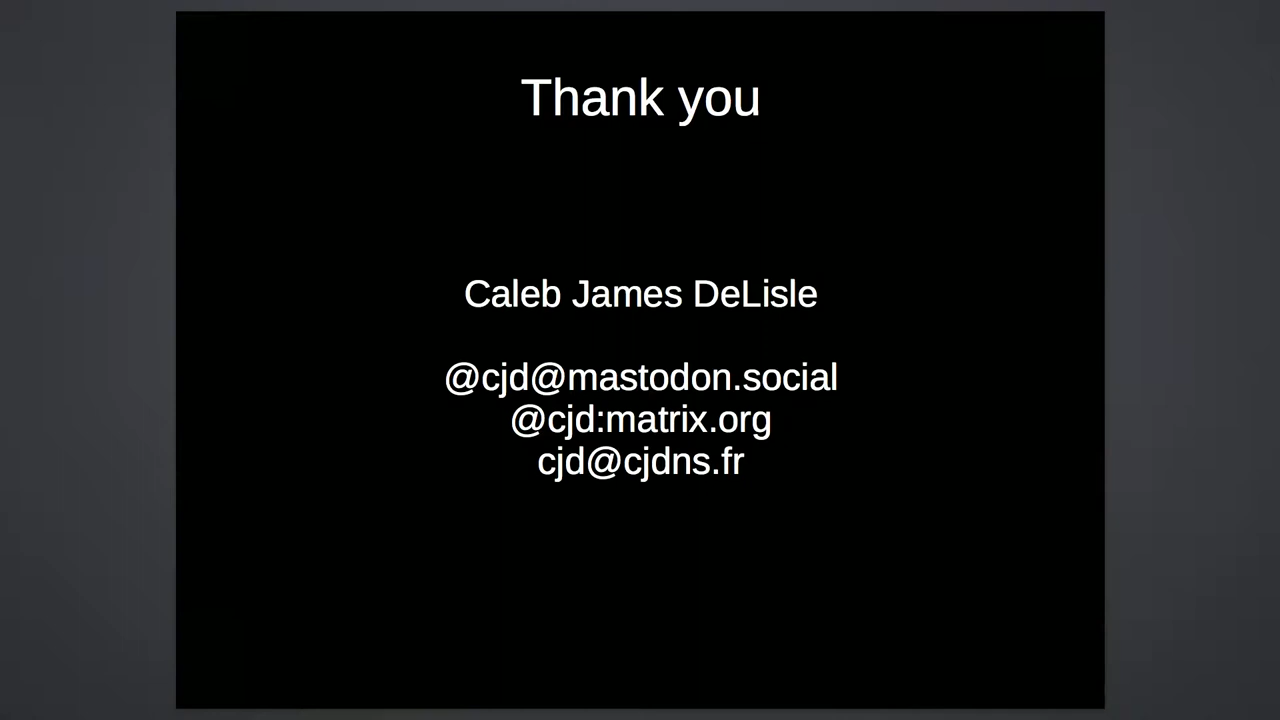 Thank you
Caleb James DeLisle
@cjd@mastodon.social
@cjd:matrix.org
cjd@cjdns.fr